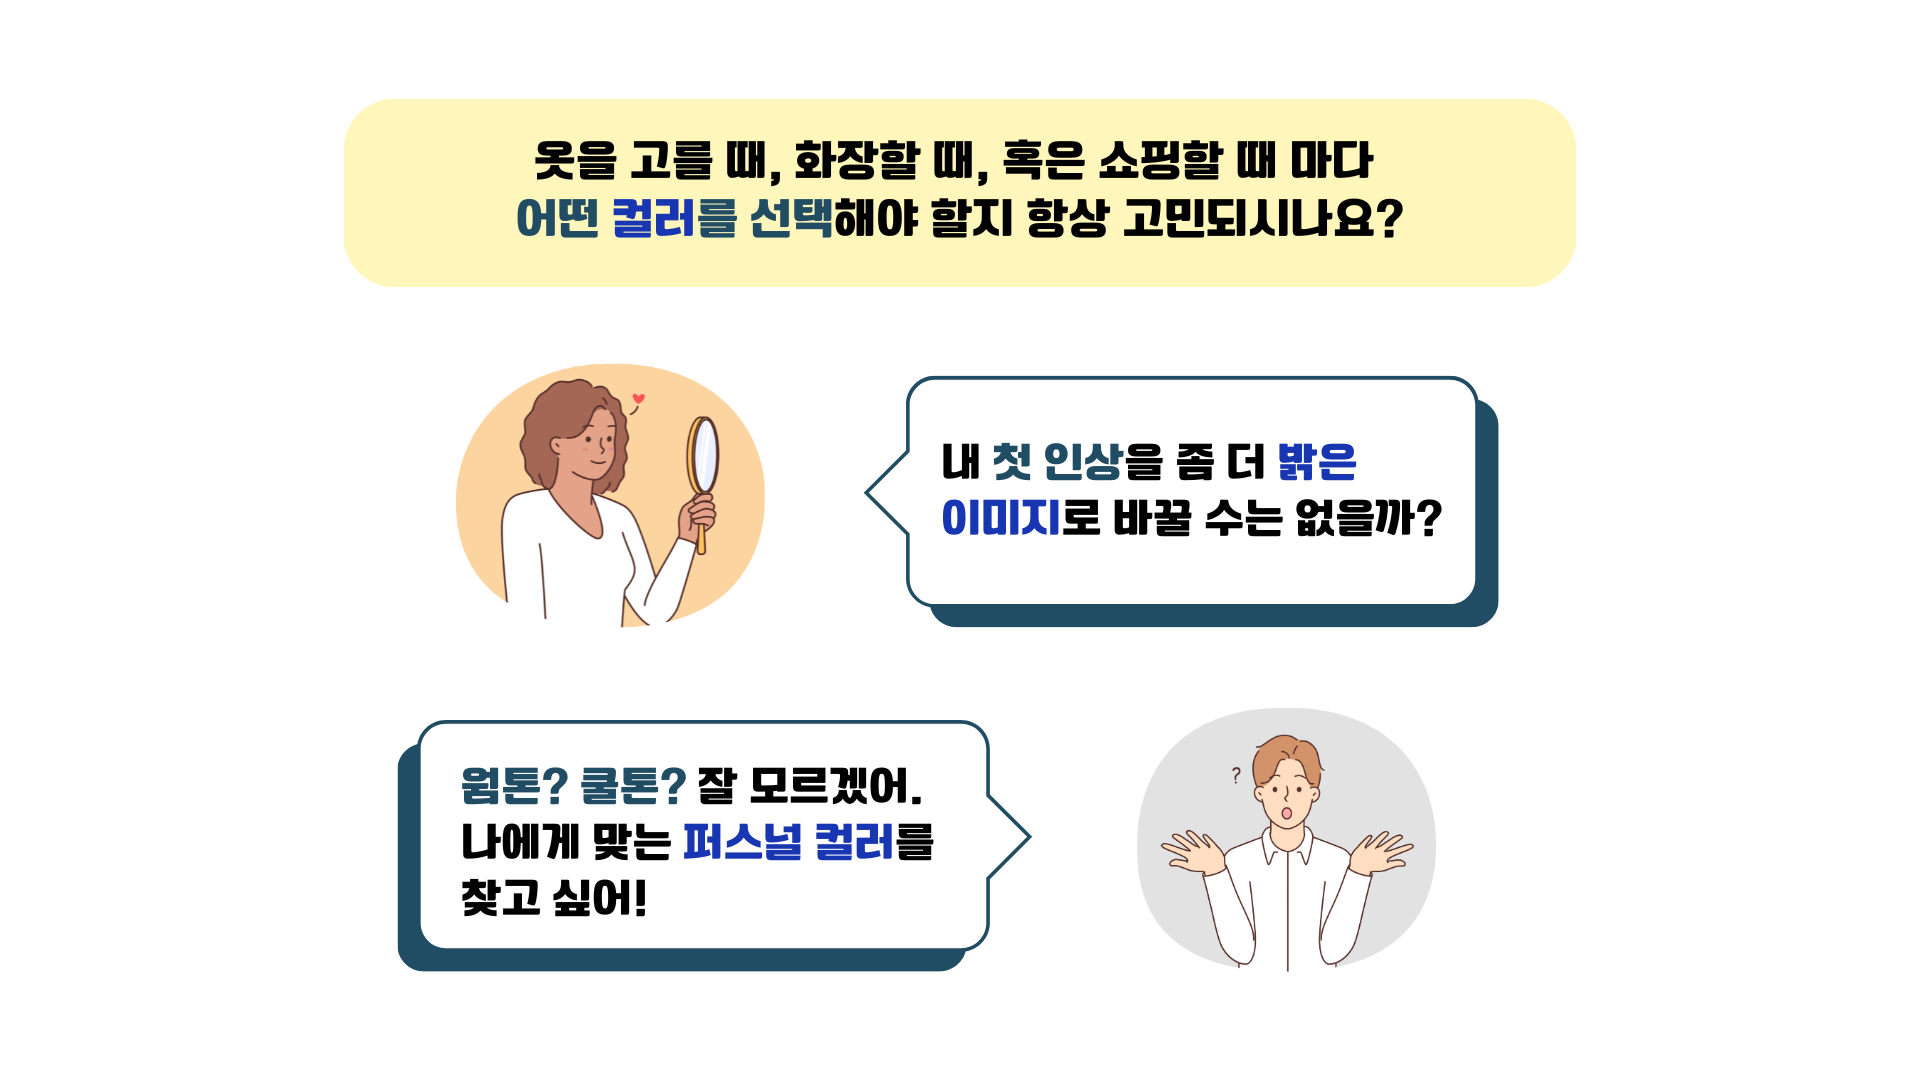 옷을 고를 때, 화장할 때, 혹은 쇼핑할 때 마다
어떤 컬러를 선택해야 할지 항상 고민되시나요?
내 첫 인상을 좀 더 밝은
이미지로 바꿀 수는 없을까?
웜톤? 쿨톤? 잘 모르겠어.
나에게 맞는 퍼스널 컬러를
찾고 싶어!
?